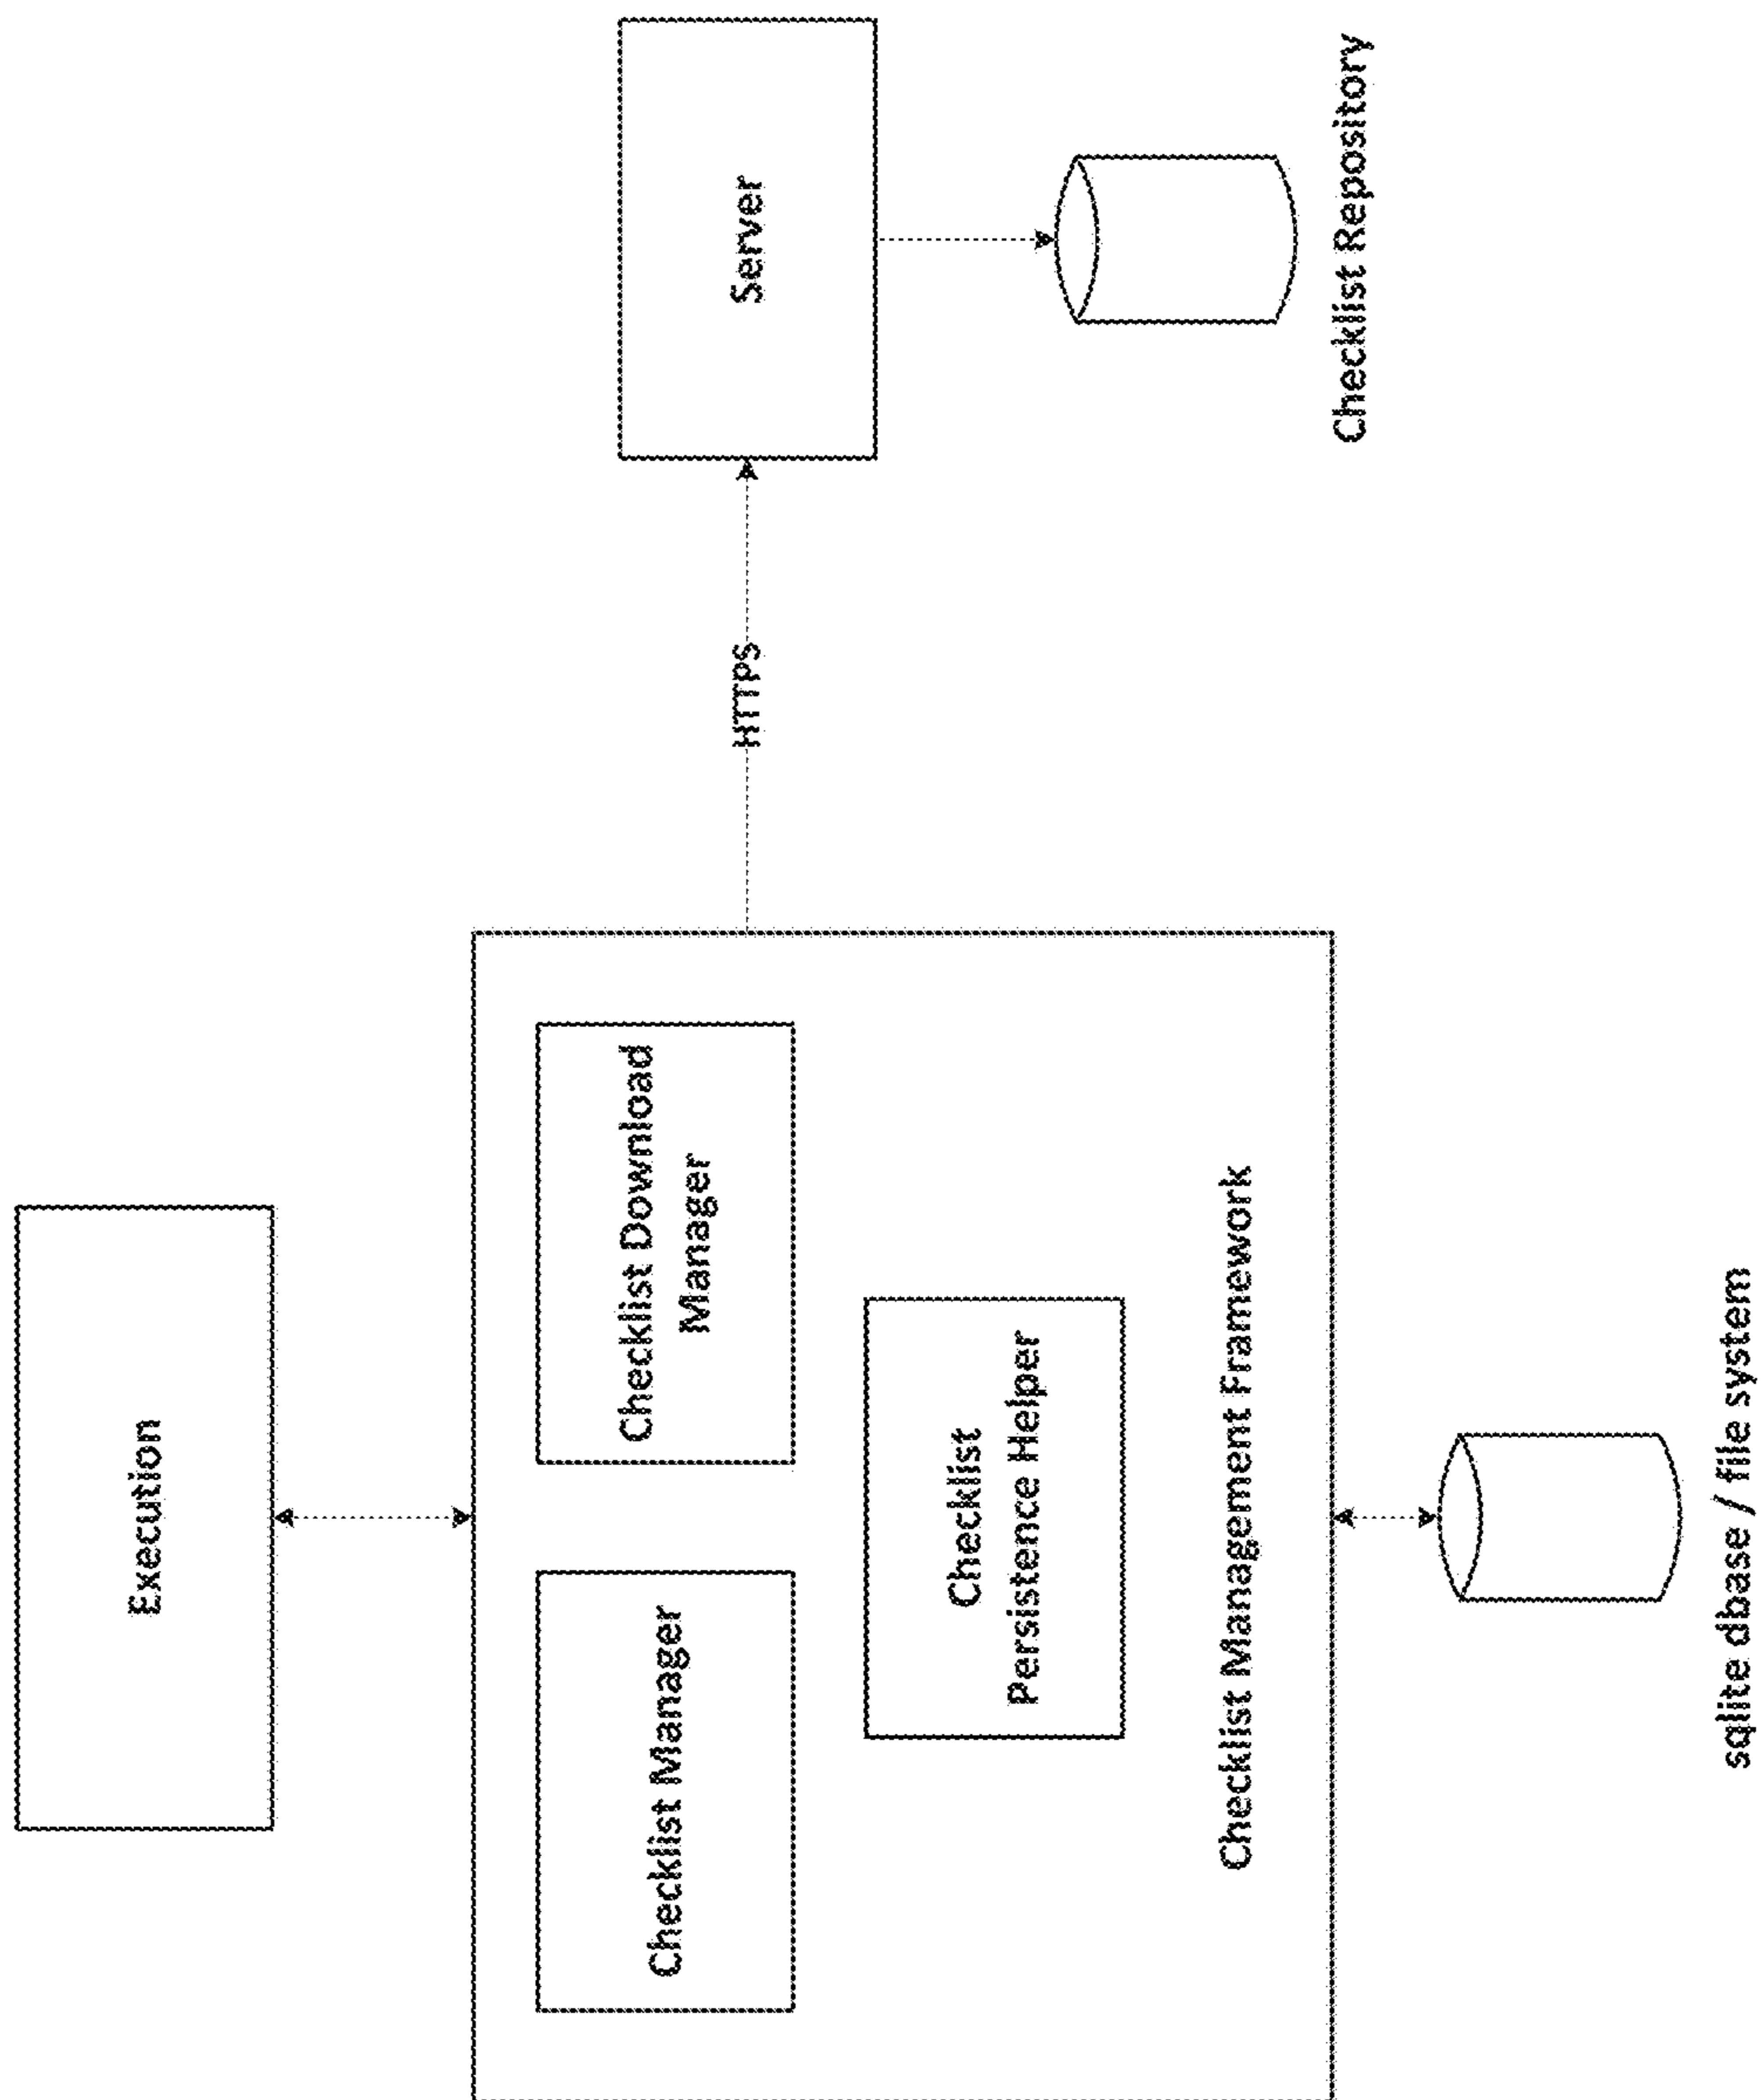 Execution
Checklist Manager
Checklist Download
Manager
Checklist
Persistence Helper
Checklist Management Framework
sqlite dbase / file system
HTTPS
Server
Checklist Repository